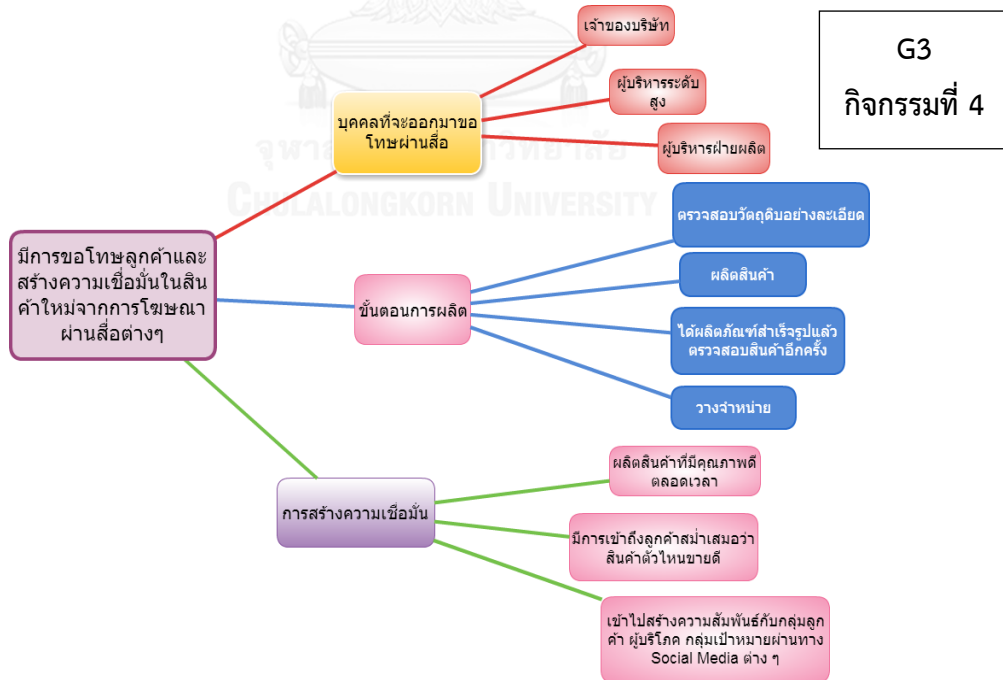 G3
กิจกรรมที่ 4
เจ้าของบริษัท
ผู้บริหารระดับ
สูง
บุคคลที่จะออกมาขอ
โทษผ่านสื่อ
ผู้บริหารฝ่ายผลิต
CHULALONGKORN UNIVERSITY
มีการขอโทษลูกค้าและ
สร้างความเชื่อมั่นในสิน
ค้าใหม่จากการโฆษณา
ผ่านสื่อต่างๆ
ขั้นตอนการผลิต
ตรวจสอบวัตถุดิบอย่างละเอียด
ผลิตสินค้า
ได้ผลิตภัณฑ์สำเร็จรูปแล้ว
ตรวจสอบสินค้าอีกครั้ง
วางจำหน่าย
การสร้างความเชื่อมั่น
ผลิตสินค้าที่มีคุณภาพดี
ตลอดเวลา
มีการเข้าถึงลูกค้าสม่ำเสมอว่า
สินค้าตัวไหนขายดี
เข้าไปสร้างความสัมพันธ์กับกลุ่มลูก
ค้า ผู้บริโภค กลุ่มเป้าหมายผ่านทาง
Social Media ต่าง ๆ